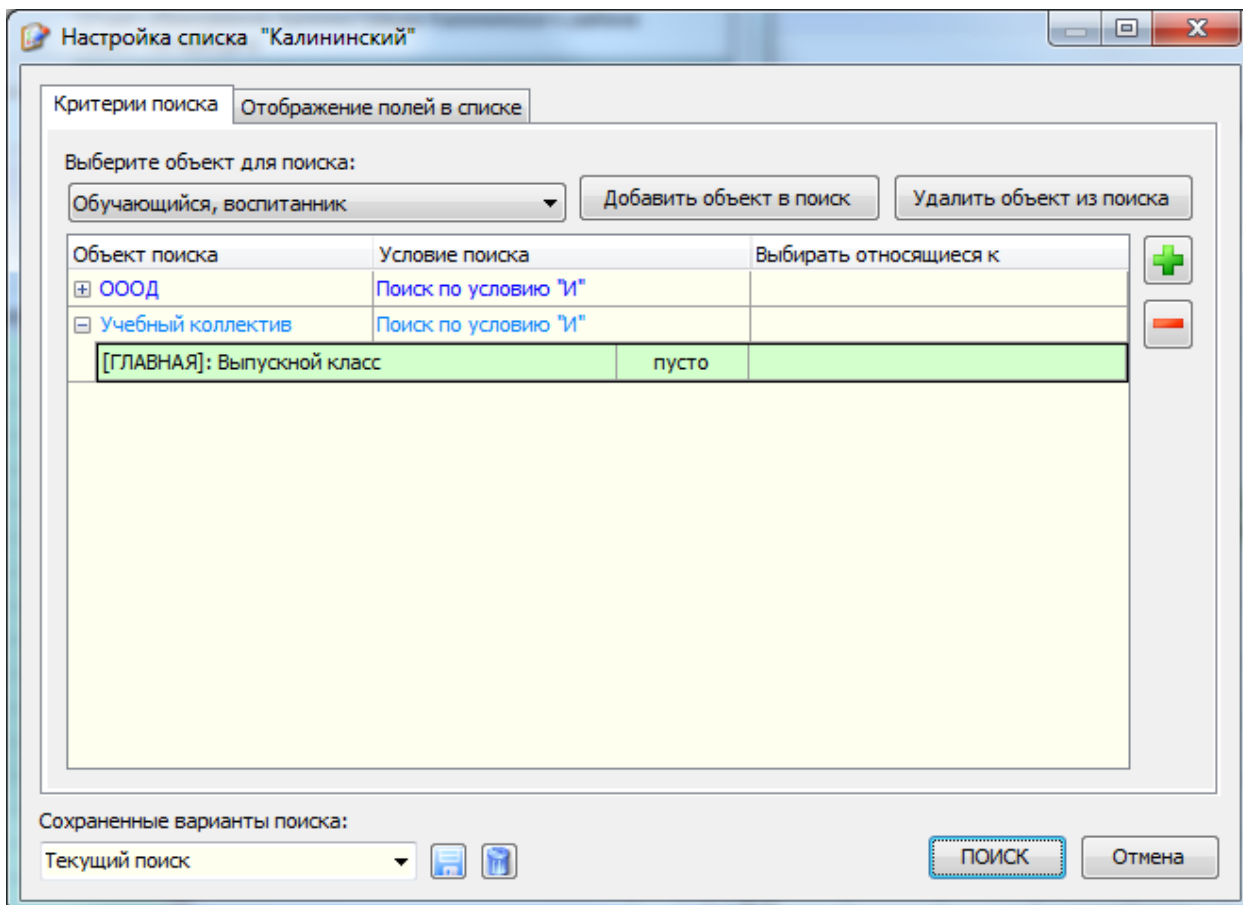 Настройка списка "Калининский"
Критерии поиска Отображение полей в списке
Выберите объект для поиска:
Обучающийся, воспитанник Добавить объект в поиск Удалить объект из поиска
Объект поиска Условие поиска Выбирать относящиеся к
ОООД Поиск по условию "И"
Учебный коллектив Поиск по условию "И"
[ГЛАВНАЯ]: Выпускной класс пусто
Сохраненные варианты поиска:
Текущий поиск ПОИСК Отмена